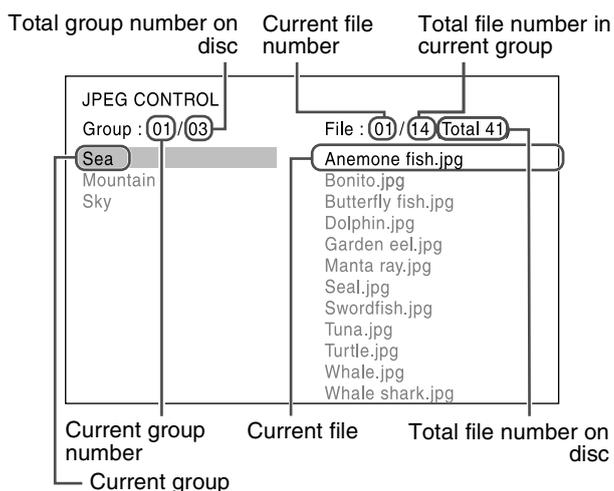 Total group number on
disc
Current file
number
Total file number in
current group
JPEG CONTROL
Group : 01 / 03
File : 01 / 14 (Total 41)
Sea
Mountain
Sky
Anemone fish.jpg
Bonito.jpg
Butterfly fish.jpg
Dolphin.jpg
Garden eel.jpg
Manta ray.jpg
Seal.jpg
Swordfish.jpg
Tuna.jpg
Turtle.jpg
Whale.jpg
Whale shark.jpg
Current group
number
Current file
Total file number on
disc
Current group